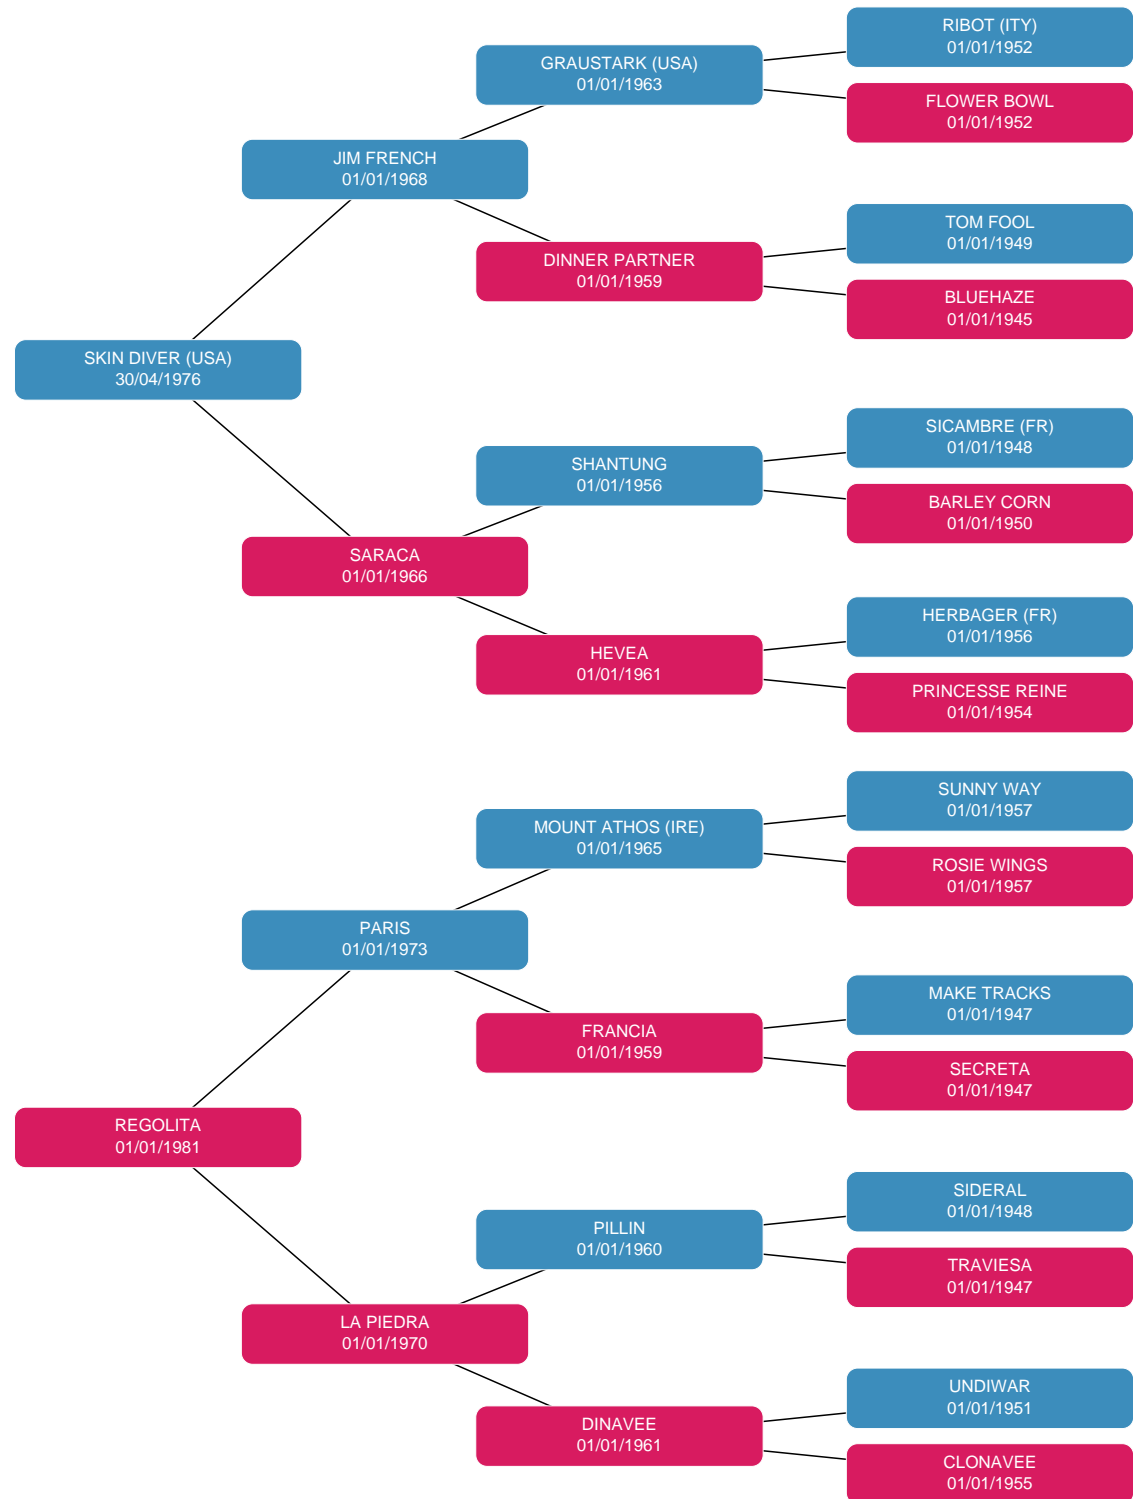 RIBOT (ITY)
01/01/1952
GRAUSTARK (USA)
01/01/1963
FLOWER BOWL
01/01/1952
JIM FRENCH
01/01/1968
TOM FOOL
01/01/1949
DINNER PARTNER
01/01/1959
BLUEHAZE
01/01/1945
SKIN DIVER (USA)
30/04/1976
SICAMBRE (FR)
01/01/1948
SHANTUNG
01/01/1956
BARLEY CORN
01/01/1950
SARACA
01/01/1966
HERBAGER (FR)
01/01/1956
HEVEA
01/01/1961
PRINCESSE REINE
01/01/1954
SUNNY WAY
01/01/1957
MOUNT ATHOS (IRE)
01/01/1965
ROSIE WINGS
01/01/1957
PARIS
01/01/1973
MAKE TRACKS
01/01/1947
FRANCIA
01/01/1959
SECRETA
01/01/1947
REGOLITA
01/01/1981
SIDERAL
01/01/1948
PILLIN
01/01/1960
TRAVIESA
01/01/1947
LA PIEDRA
01/01/1970
UNDIWAR
01/01/1951
DINAVEE
01/01/1961
CLONAVEE
01/01/1955